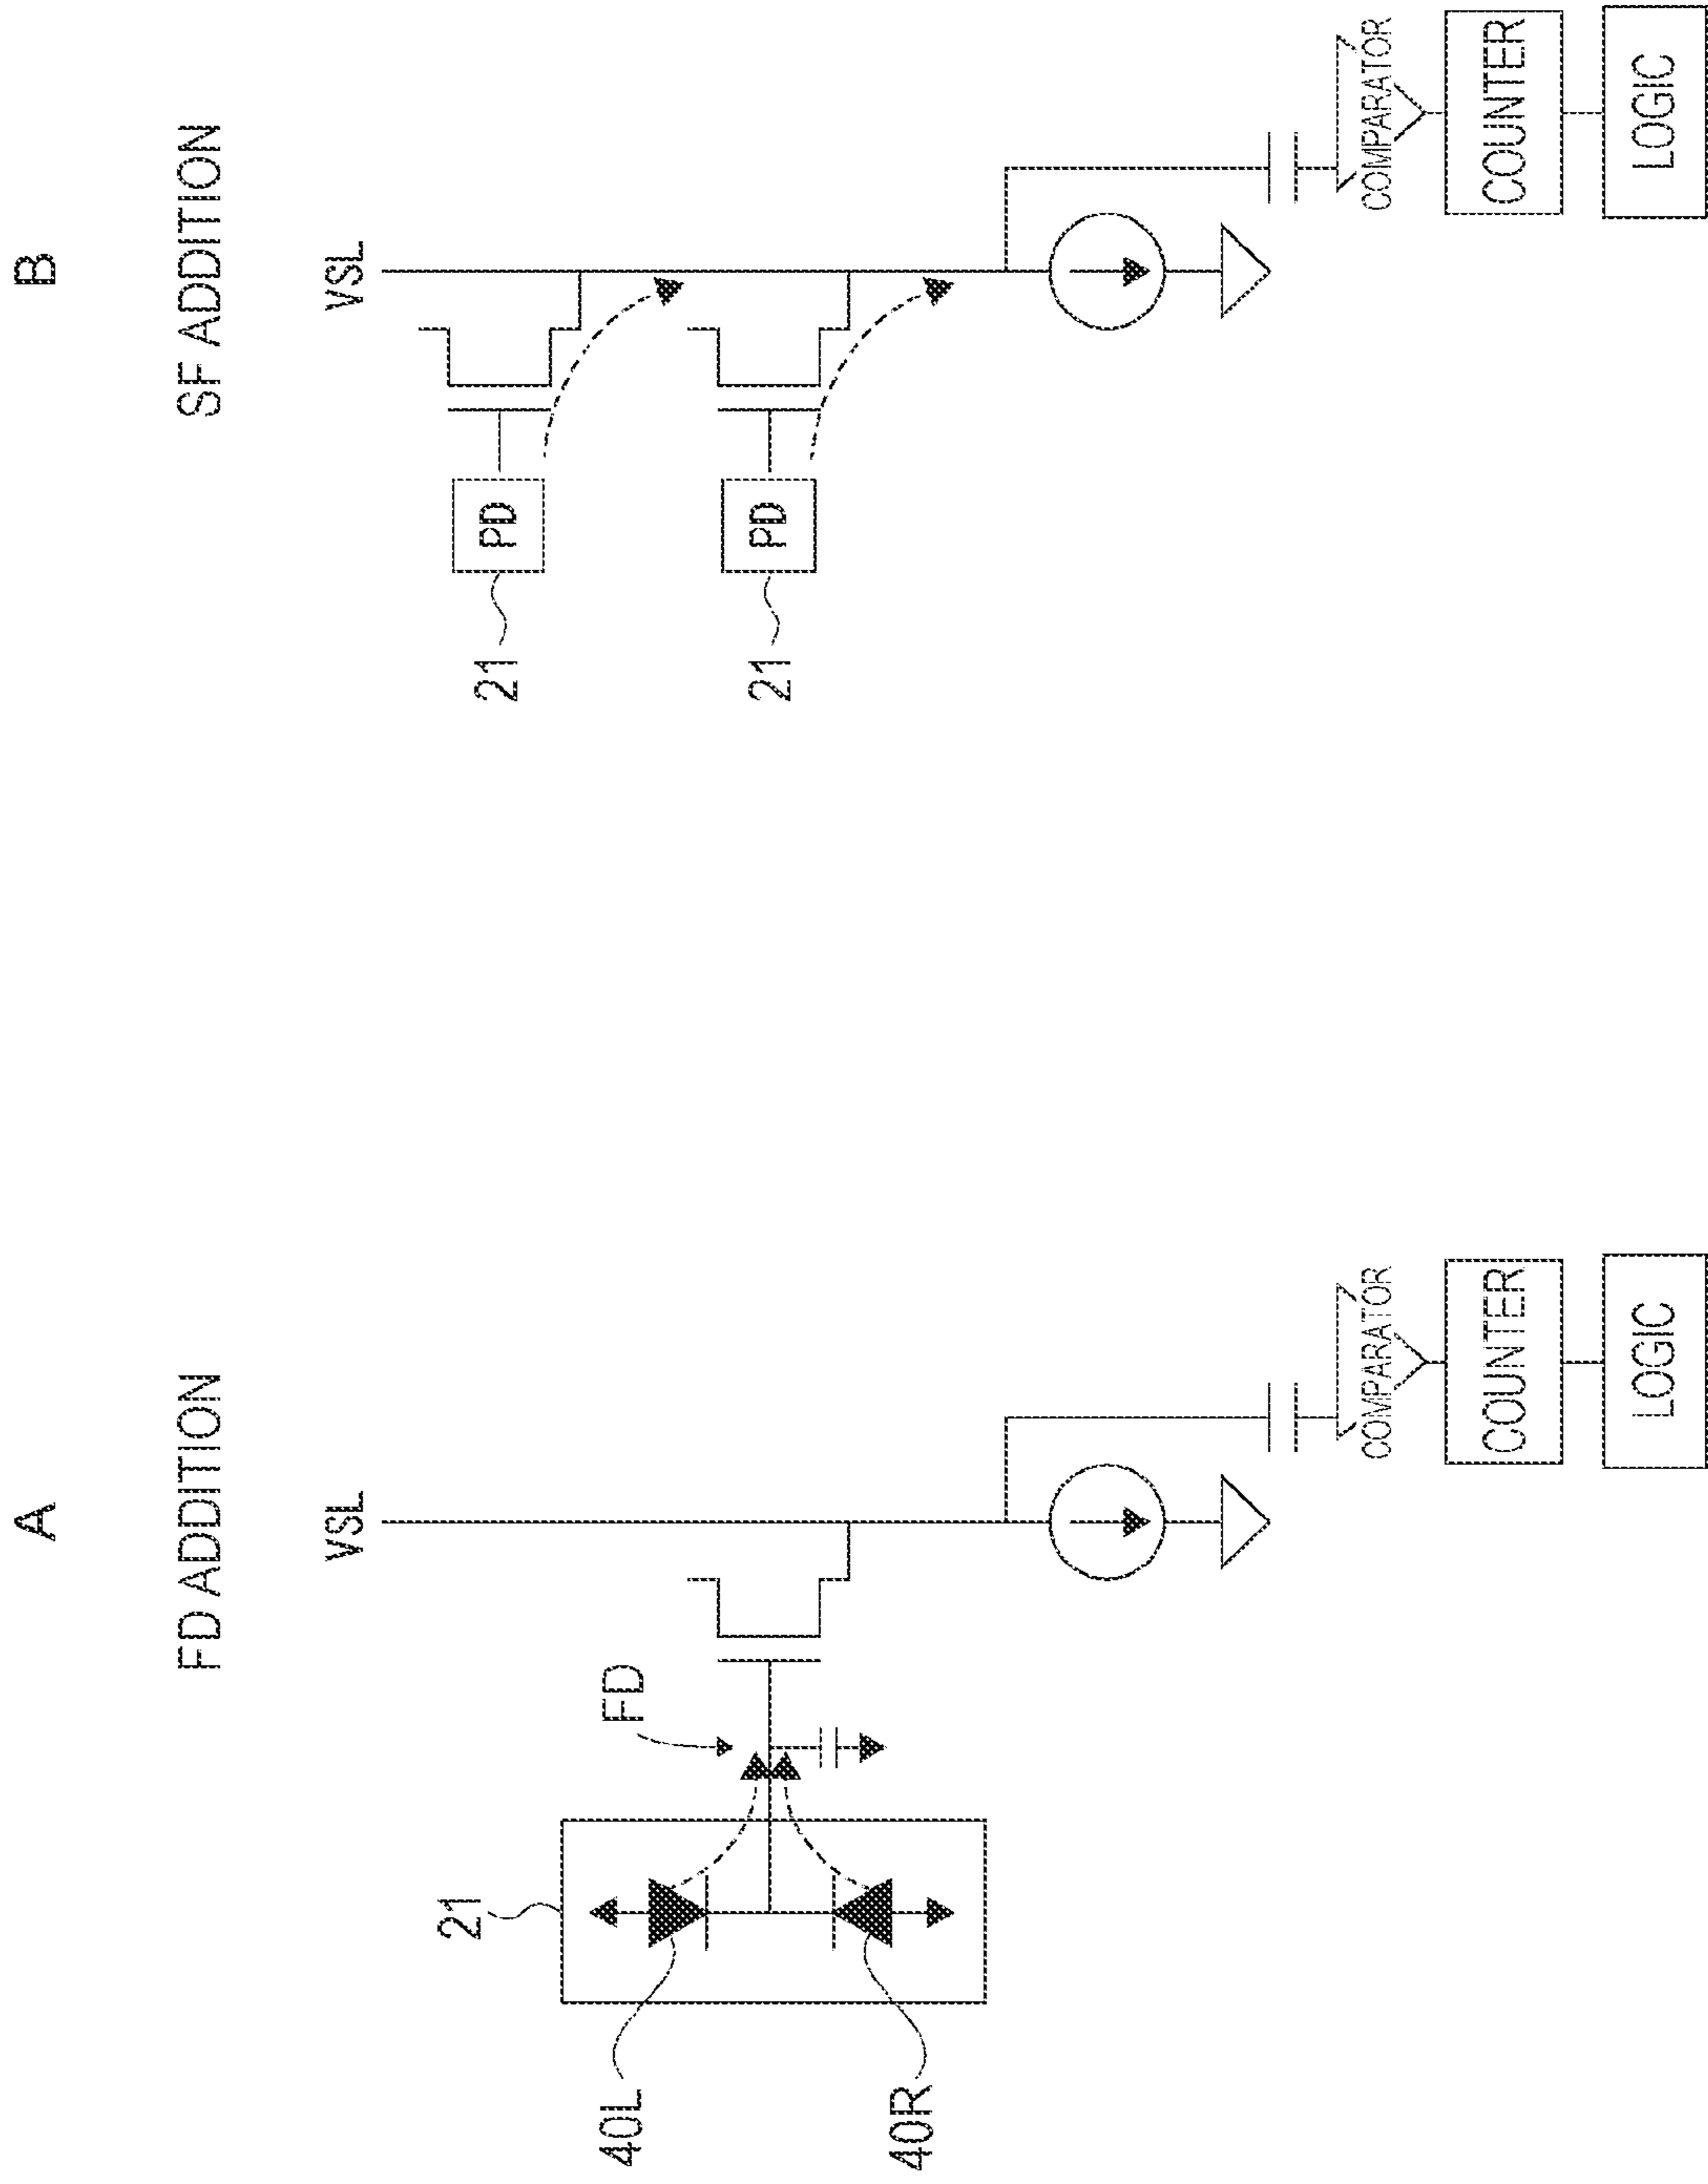 A
FD ADDITION
VSL
21
FD
40L
40R
COMPARATOR
COUNTER
LOGIC
B
SF ADDITION
VSL
PD
21
PD
21
COMPARATOR
COUNTER
LOGIC